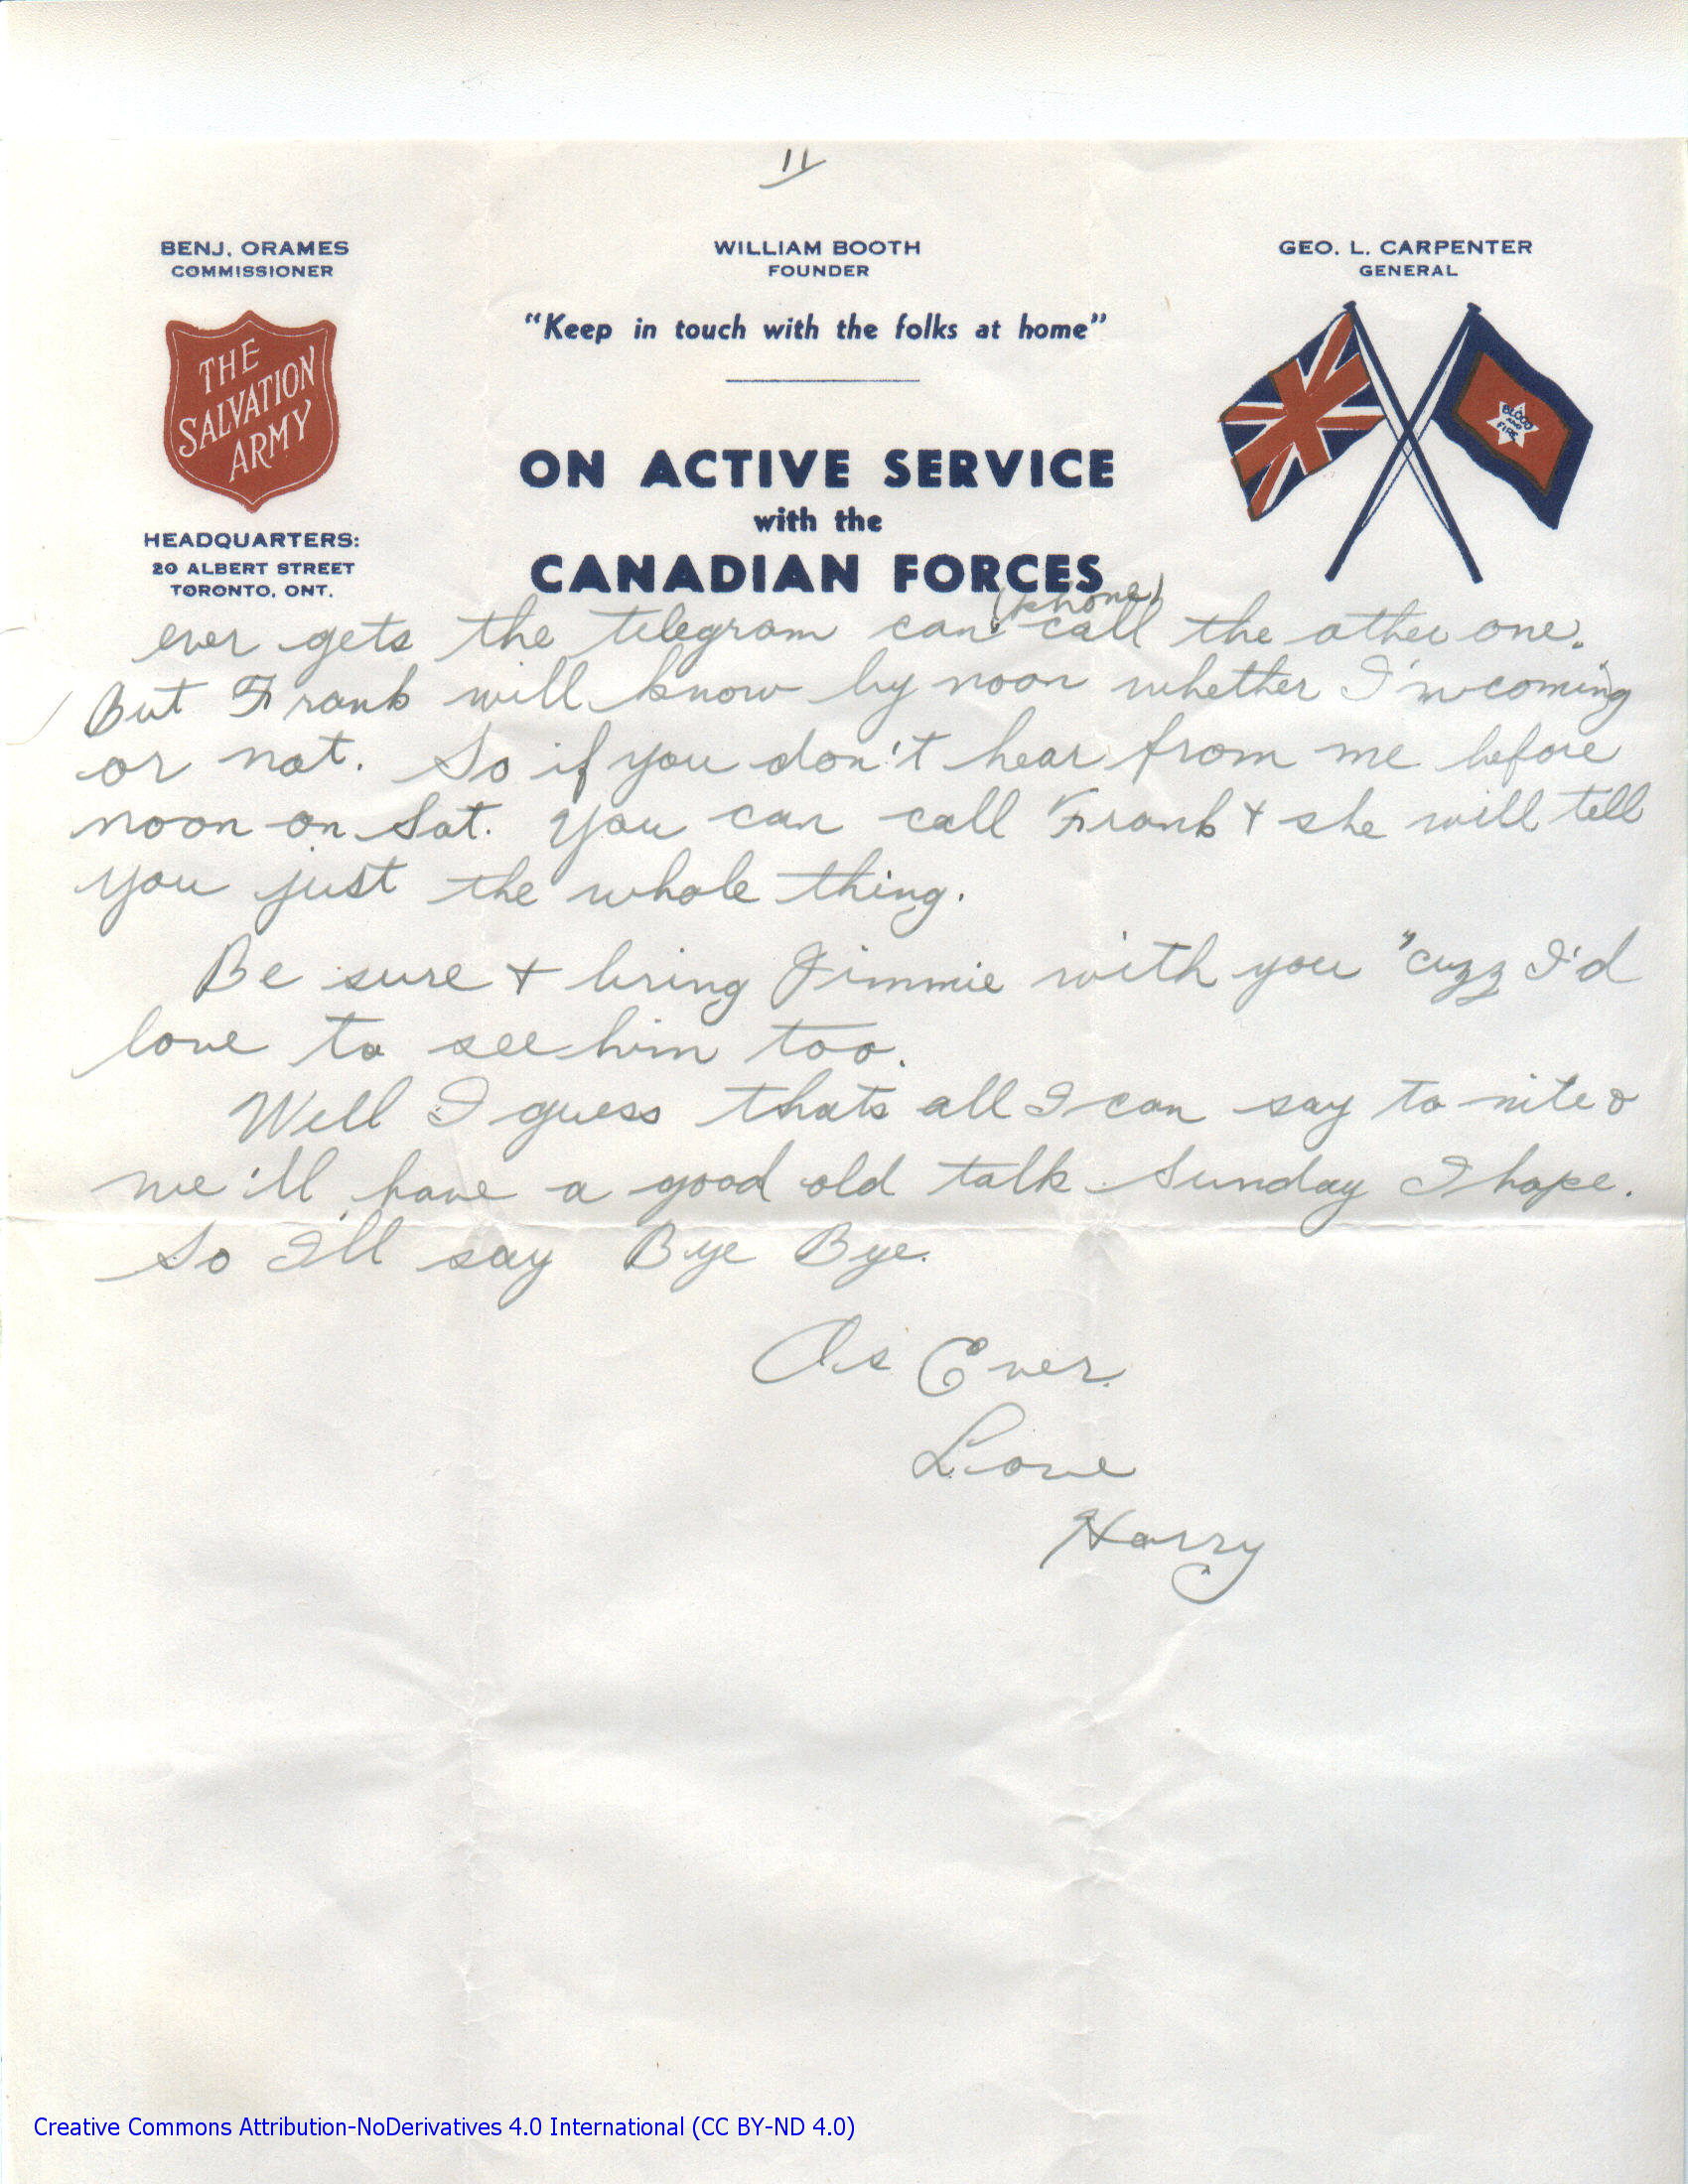 11
BENJ. ORAMES
COMMISSIONER
WILLIAM BOOTH
FOUNDER
GEO. L. CARPENTER
GENERAL
"Keep in touch with the folks at home"
THE
SALVATION
ARMY
BLOOD
AND
FIRE
ON ACTIVE SERVICE
with the
CANADIAN FORCES
HEADQUARTERS:
20 ALBERT STREET
TORONTO, ONT.
(phone)
ever gets the telegram can call the other one.
But Frank will know by noon whether I'm coming
or not. So if you don't hear from me before
noon on Sat. you can call Frank & she will tell
you just the whole thing.
Be sure & bring Jimmie with you "cuzz I'd
love to see him too.
Well I guess thats all I can say to nite &
we'll have a good old talk Sunday I hope.
So I'll say Bye Bye.
As Ever.
Love
Harry
Creative Commons Attribution-NoDerivatives 4.0 International (CC BY-ND 4.0)